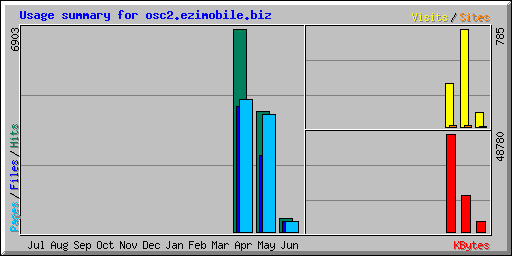 Usage summary for osc2.ezimobile.biz
Visits / Sites
6903
785
Pages / Files / Hits
48780
Jul Aug Sep Oct Nov Dec Jan Feb Mar Apr May Jun
KBytes